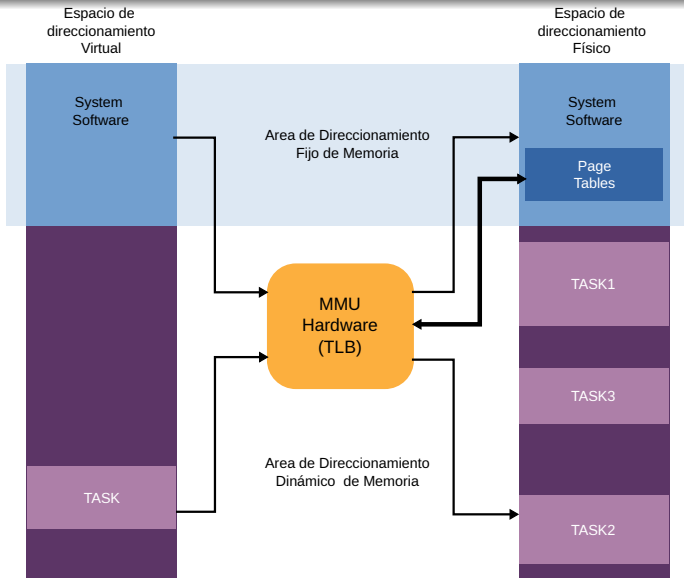 Espacio de
direccionamiento
Virtual
Espacio de
direccionamiento
Físico
System
Software
Area de Direccionamiento
Fijo de Memoria
System
Software
Page
Tables
MMU
Hardware
(TLB)
TASK1
TASK3
Area de Direccionamiento
Dinámico de Memoria
TASK
TASK2